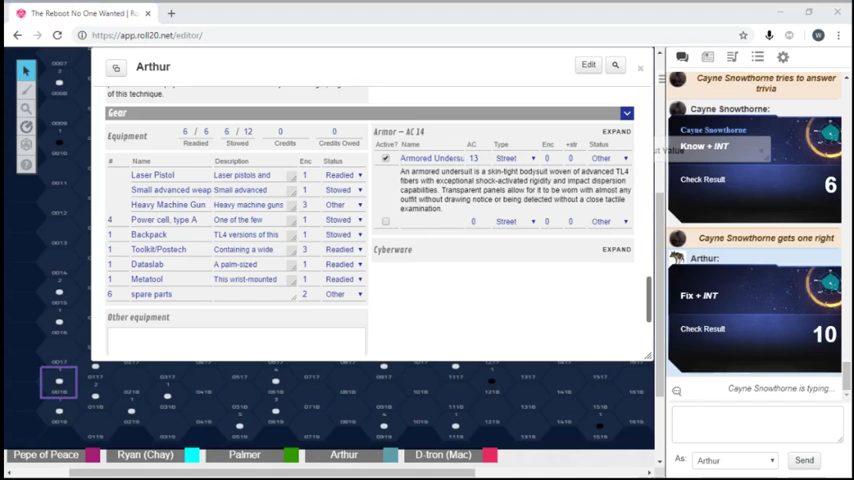 The Reboot No One Wanted | Ro
https://app.roll20.net/editor/
Arthur
Edit
of this technique.
Gear
Equipment
6 / 6
Readied
6 / 12
Stowed
0
Credits
0
Credits Owed
# Name Description Enc Status
Laser Pistol Laser pistols and 1 Readied
Small advanced weap Small advanced 1 Stowed
Heavy Machine Gun Heavy machine guns 3 Other
4 Power cell, type A One of the few 1 Stowed
1 Backpack TL4 versions of this 1 Stowed
1 Toolkit/Postech Containing a wide 3 Readied
1 Dataslab A palm-sized 1 Readied
1 Metatool This wrist-mounted 1 Readied
6 spare parts 2 Other
Other equipment
Armor – AC 14 EXPAND
Active? Name AC Type Enc +str Status
Armored Undersu 13 Street 0 0 Other
An armored undersuit is a skin-tight bodysuit woven of advanced TL4
fibers with exceptional shock-activated rigidity and impact dispersion
capabilities. Transparent panels allow for it to be worn with almost any
outfit without drawing notice or being detected without a close tactile
examination.
0 Street 0 0 Other
Cyberware EXPAND
Cayne Snowthorne tries to answer
trivia
Cayne Snowthorne:
Cayne Snowthorne
Know + INT
Check Result
6
Cayne Snowthorne gets one right
Arthur:
Fix + INT
Check Result
10
Cayne Snowthorne is typing...
As: Arthur Send
Pepe of Peace Ryan (Chay) Palmer Arthur D-tron (Mac)